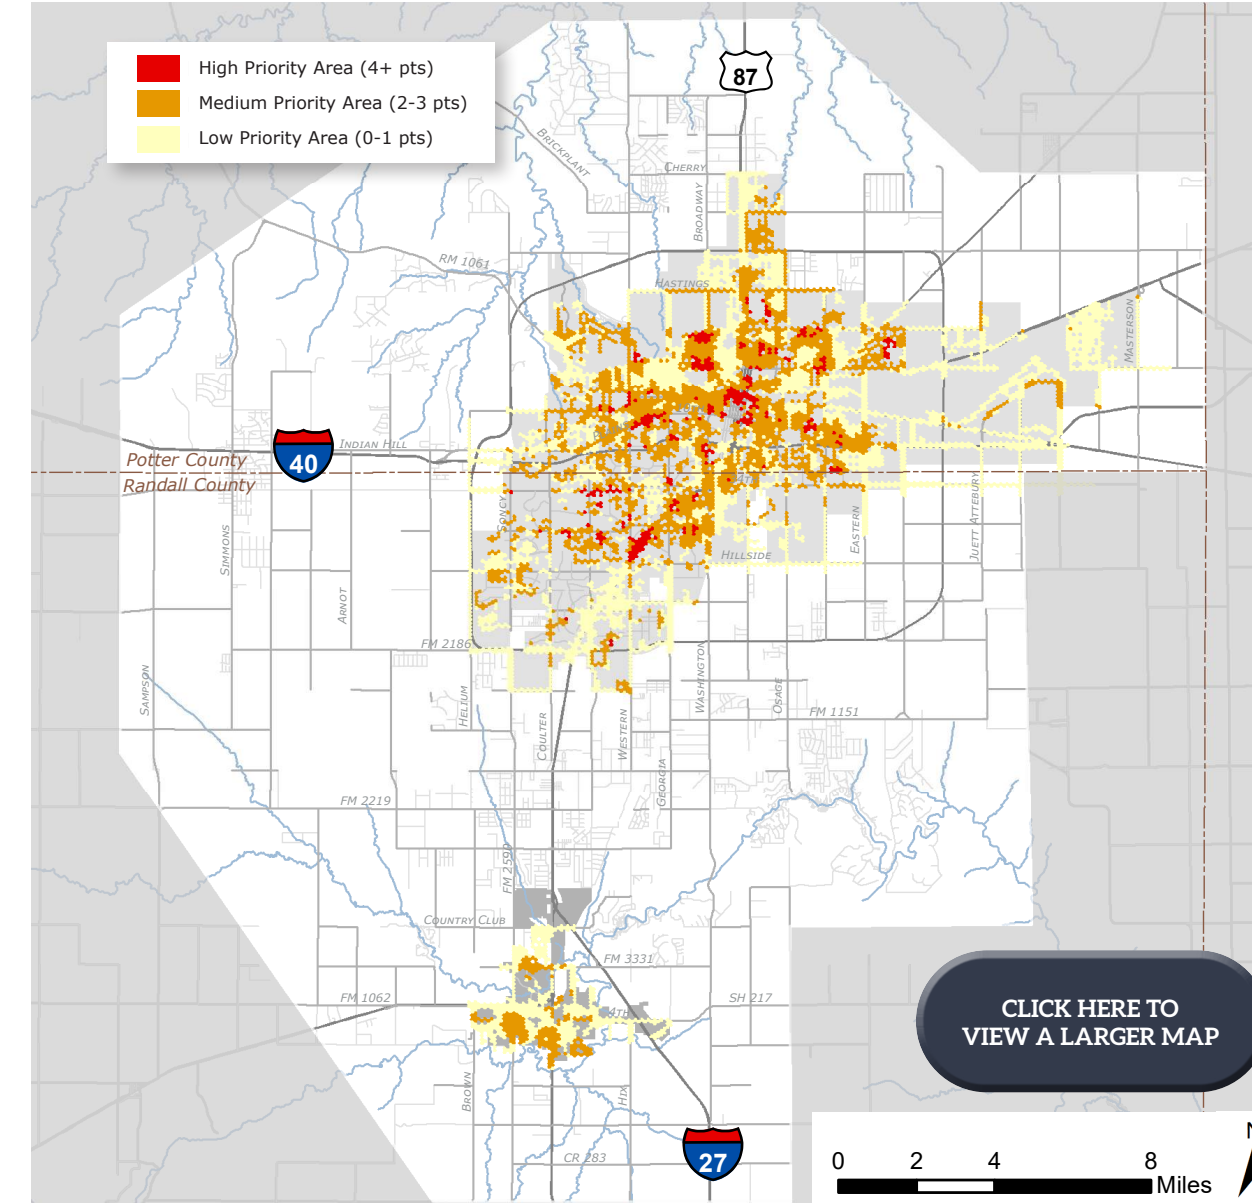 High Priority Area (4+ pts)
Medium Priority Area (2-3 pts)
Low Priority Area (0-1 pts)
87
BRICKPLANT
CHERRY
BROADWAY
RM 1061
HASTINGS
MASTERSON
INDIAN HILL
40
Potter County
Randall County
SONCY
SIMMONS
EASTERN
JUETT ATTEBURY
HILLSIDE
ARNOT
FM 2186
SAMPSON
HELIUM
COULTER
WESTERN
WASHINGTON
OSAGE
FM 1151
GEORGIA
FM 2219
FM 2590
COUNTRY CLUB
FM 3331
FM 1062
4TH
SH 217
CLICK HERE TO
VIEW A LARGER MAP
BROWN
HIX
CR 283
27
0 2 4 8
Miles